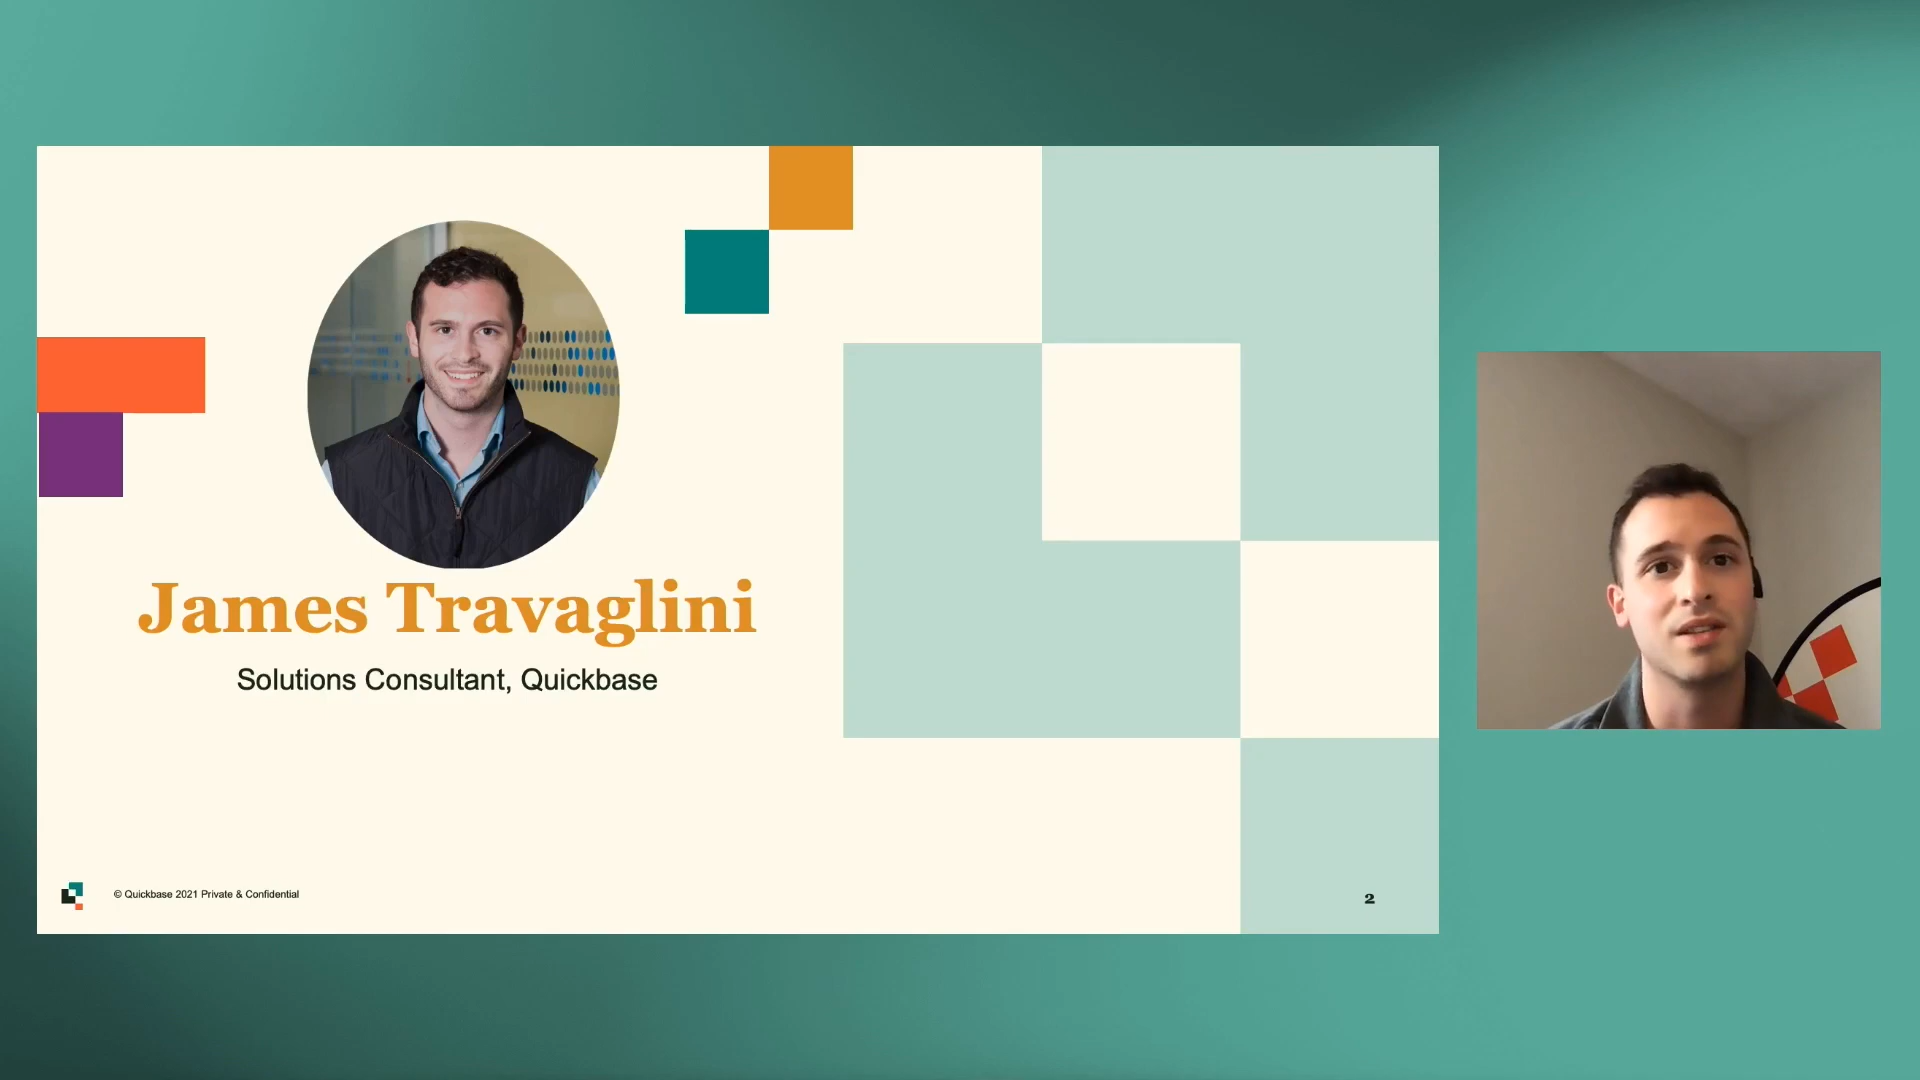 James Travaglini
Solutions Consultant, Quickbase
© Quickbase 2021 Private & Confidential
2